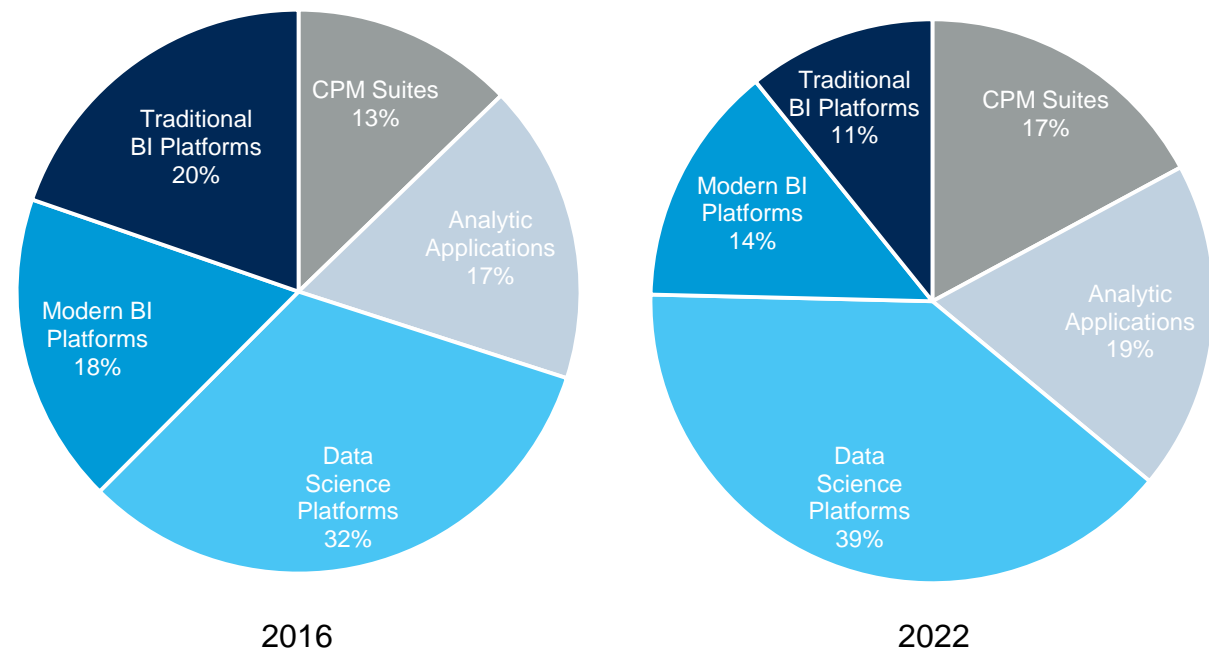 CPM Suites
13%
Traditional
BI Platforms
20%
Analytic
Applications
17%
Modern BI
Platforms
18%
Data
Science
Platforms
32%
2016
Traditional
BI Platforms
11%
CPM Suites
17%
Modern BI
Platforms
14%
Analytic
Applications
19%
Data
Science
Platforms
39%
2022